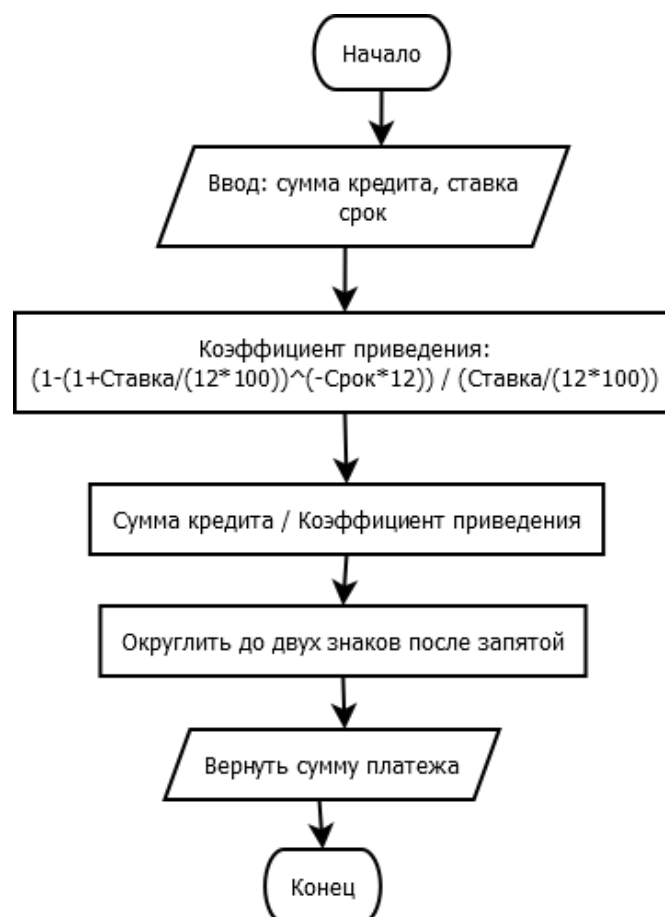 Начало
Ввод: сумма кредита, ставка
срок
Коэффициент приведения:
(1-(1+Ставка/(12*100))^(-Срок*12)) / (Ставка/(12*100))
Сумма кредита / Коэффициент приведения
Округлить до двух знаков после запятой
Вернуть сумму платежа
Конец